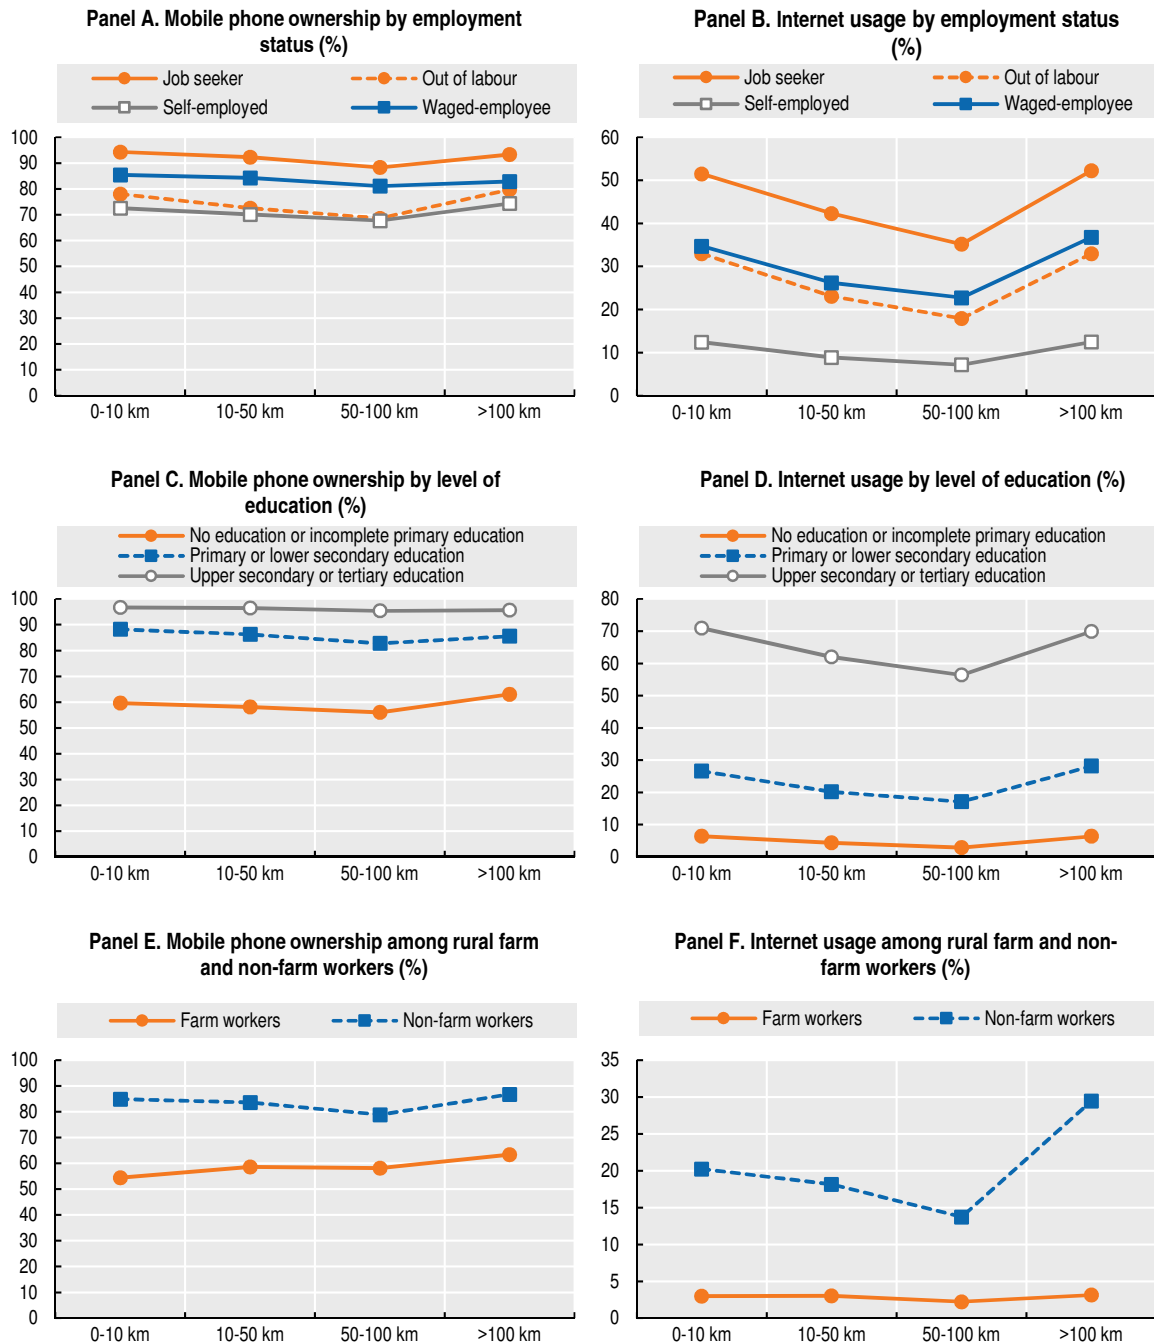 Panel A. Mobile phone ownership by employment
status (%)
Job seeker
Out of labour
Self-employed
Waged-employee
100
90
80
70
60
50
40
30
20
10
0
0-10 km
10-50 km
50-100 km
>100 km
Panel B. Internet usage by employment status
(%)
Job seeker
Out of labour
Self-employed
Waged-employee
60
50
40
30
20
10
0
0-10 km
10-50 km
50-100 km
>100 km
Panel C. Mobile phone ownership by level of
education (%)
No education or incomplete primary education
Primary or lower secondary education
Upper secondary or tertiary education
100
90
80
70
60
50
40
30
20
10
0
0-10 km
10-50 km
50-100 km
>100 km
Panel D. Internet usage by level of education (%)
No education or incomplete primary education
Primary or lower secondary education
Upper secondary or tertiary education
80
70
60
50
40
30
20
10
0
0-10 km
10-50 km
50-100 km
>100 km
Panel E. Mobile phone ownership among rural farm
and non-farm workers (%)
Farm workers
Non-farm workers
100
90
80
70
60
50
40
30
20
10
0
0-10 km
10-50 km
50-100 km
>100 km
Panel F. Internet usage among rural farm and non-
farm workers (%)
Farm workers
Non-farm workers
35
30
25
20
15
10
5
0
0-10 km
10-50 km
50-100 km
>100 km